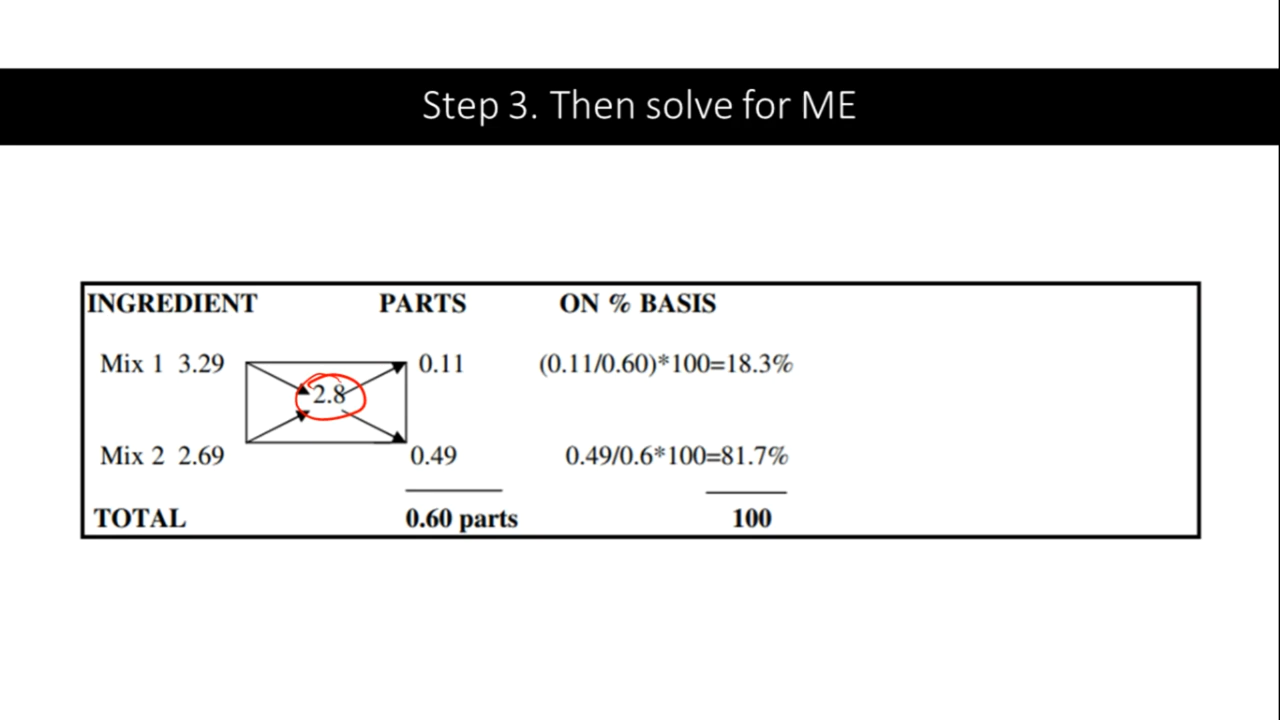 Step 3. Then solve for ME
INGREDIENT PARTS ON % BASIS
Mix 1 3.29 0.11 (0.11/0.60)*100=18.3%
2.8
Mix 2 2.69 0.49 0.49/0.6*100=81.7%
TOTAL 0.60 parts 100